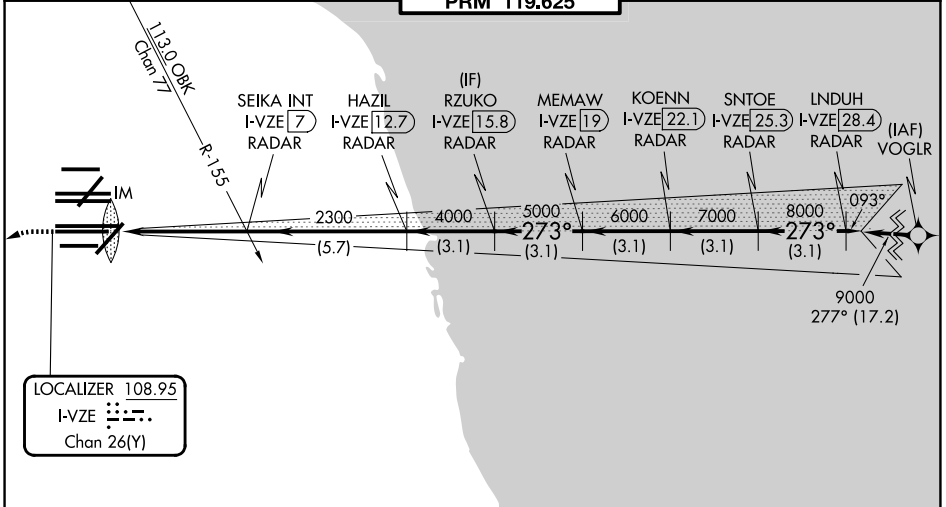 PRM 119.625
113.0 OBK
Chan 77
R-155
SEIKA INT
I-VZE 7
RADAR
HAZIL
I-VZE 12.7
RADAR
(IF)
RZUKO
I-VZE 15.8
RADAR
MEMAW
I-VZE 19
RADAR
KOENN
I-VZE 22.1
RADAR
SNTOE
I-VZE 25.3
RADAR
LNDUH
I-VZE 28.4
RADAR
(IAF)
VOGLR
IM
093°
2300
4000
5000
6000
7000
8000
273°
273°
(5.7)
(3.1)
(3.1)
(3.1)
(3.1)
(3.1)
9000
277° (17.2)
LOCALIZER 108.95
I-VZE
Chan 26(Y)